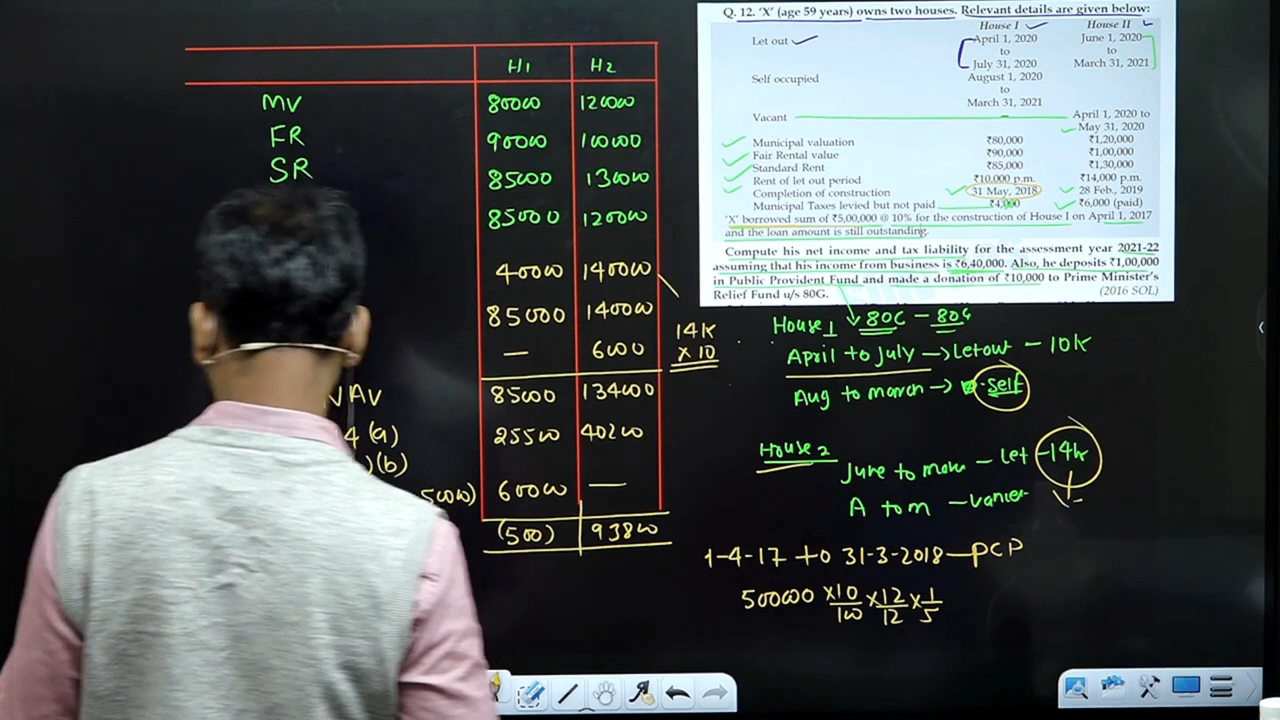 Q. 12. 'X' (age 59 years) owns two houses. Relevant details are given below:
House I House II
Let out April 1, 2020 June 1, 2020
to to
July 31, 2020 March 31, 2021
Self occupied August 1, 2020
to
March 31, 2021
Vacant – April 1, 2020 to
May 31, 2020
Municipal valuation ₹80,000 ₹1,20,000
Fair Rental value ₹90,000 ₹1,00,000
Standard Rent ₹85,000 ₹1,30,000
Rent of let out period ₹10,000 p.m. ₹14,000 p.m.
Completion of construction 31 May, 2018 28 Feb., 2019
Municipal Taxes levied but not paid ₹4,000 ₹6,000 (paid)
'X' borrowed sum of ₹5,00,000 @ 10% for the construction of House I on April 1, 2017
and the loan amount is still outstanding.
Compute his net income and tax liability for the assessment year 2021-22
assuming that his income from business is ₹6,40,000. Also, he deposits ₹1,00,000
in Public Provident Fund and made a donation of ₹10,000 to Prime Minister's
Relief Fund u/s 80G. (2016 SOL)
H1 H2
MV 80000 120000
FR 90000 100000
SR 85000 130000
85000 120000
40000 140000
85000 140000
— 6000
NAV 85000 134000
4(a) 25500 40200
)(b)
5000) 60000 —
(500) 93800
14k
×10
House 1 80C - 80G
April to July → Letout - 10k
Aug to march → self
House 2
June to - Let - 14k
A to m -
1-4-17 to 31-3-2018 — PCP
500000 × 10/100 × 12/12 × 1/5